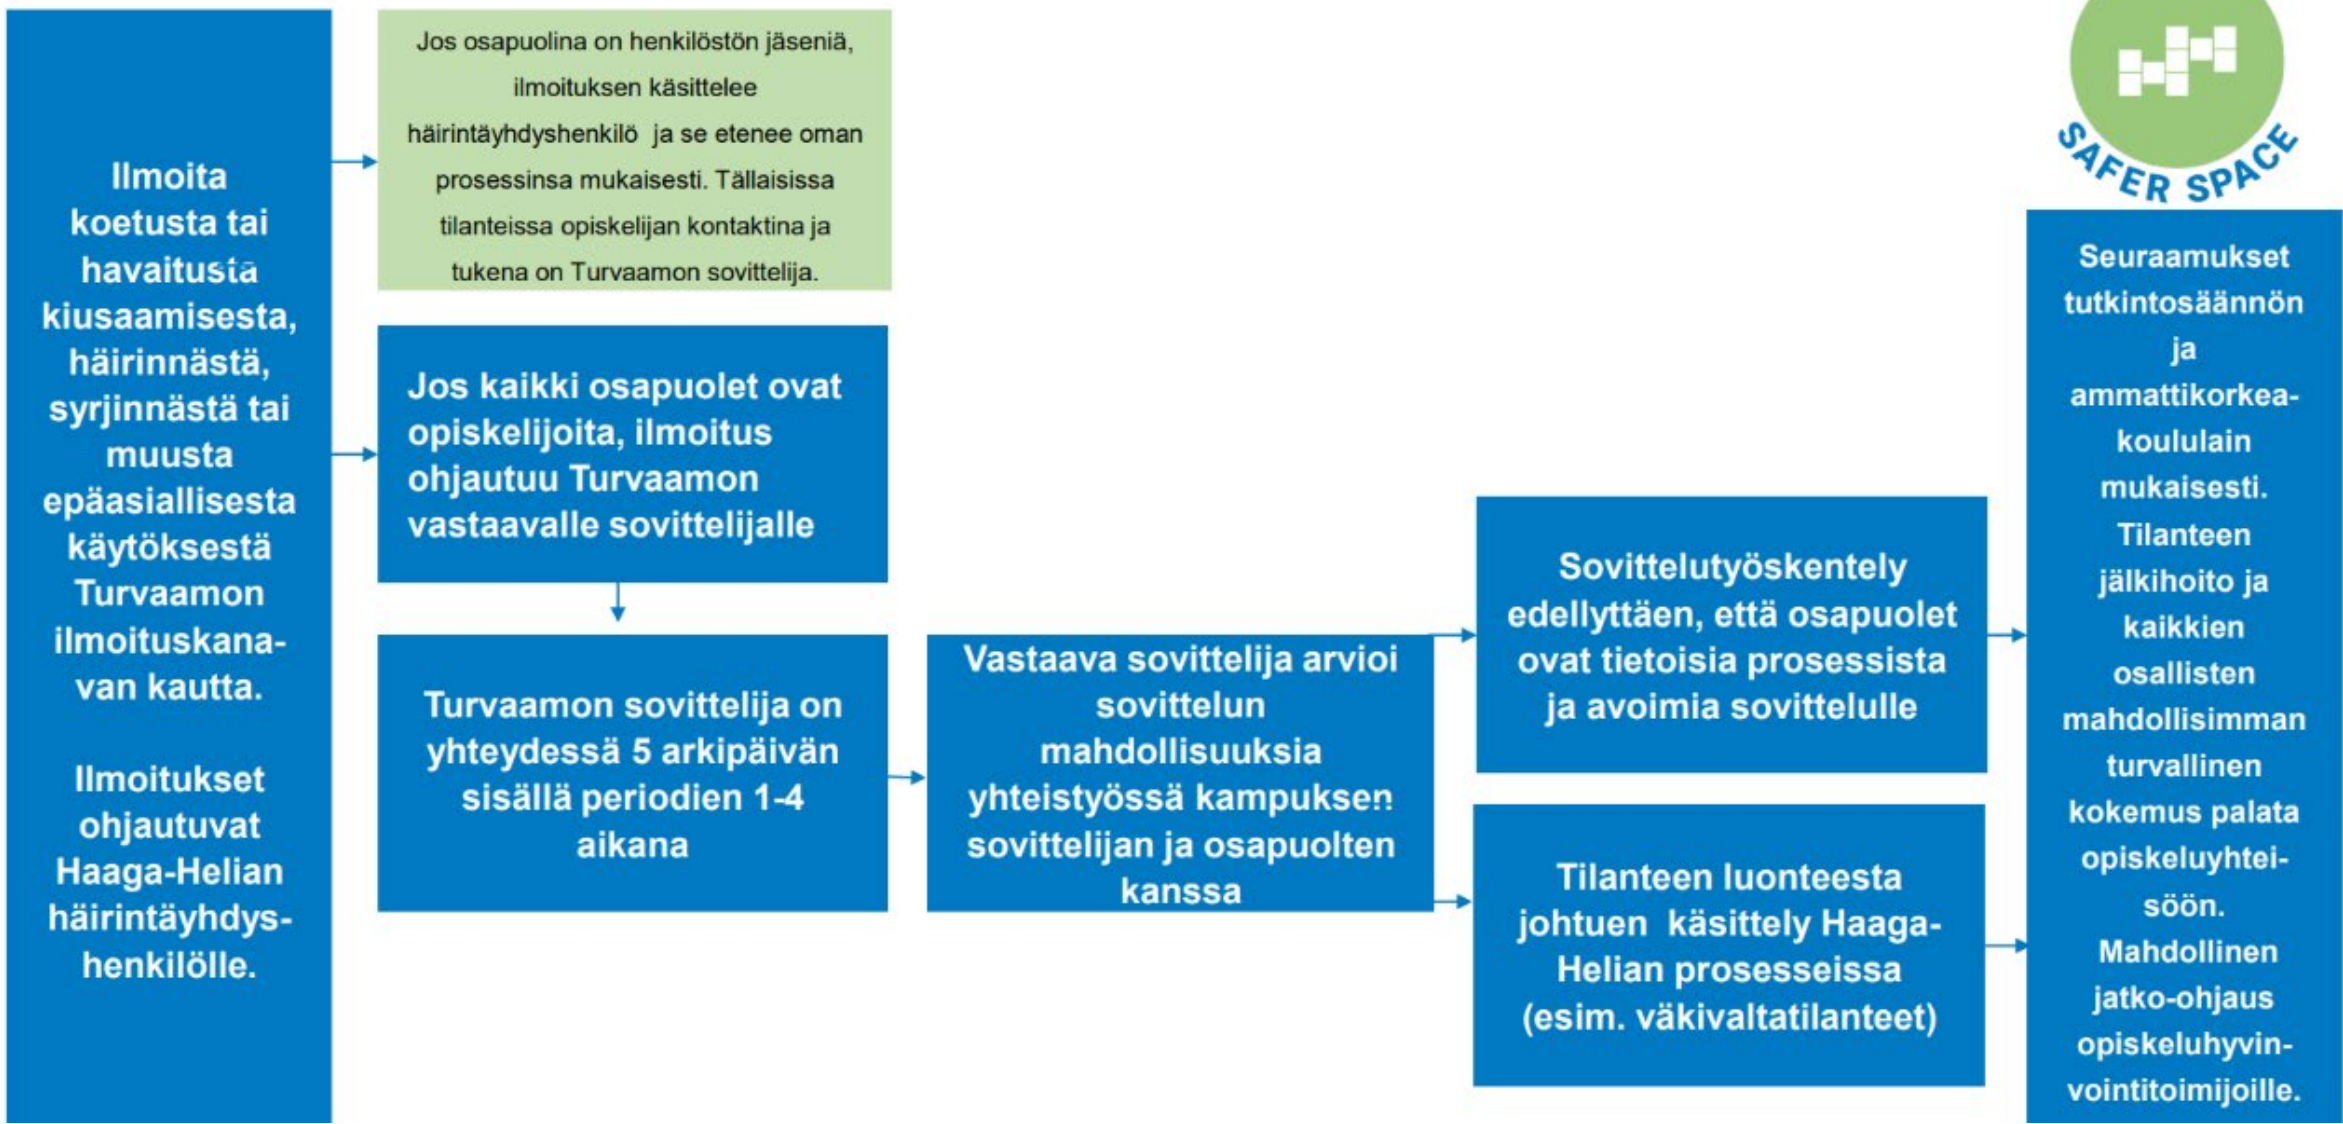 Ilmoita
koetusta tai
havaitusta
kiusaamisesta,
häirinnästä,
syrjinnästä tai
muusta
epäasiallisesta
käytöksestä
Turvaamon
ilmoituskana-
van kautta.
Ilmoitukset
ohjautuvat
Haaga-Helian
häirintäyhdys-
henkilölle.
Jos osapuolina on henkilöstön jäseniä,
ilmoituksen käsittelee
häirintäyhdyshenkilö ja se etenee oman
prosessinsa mukaisesti. Tällaisissa
tilanteissa opiskelijan kontaktina ja
tukena on Turvaamon sovittelija.
Jos kaikki osapuolet ovat
opiskelijoita, ilmoitus
ohjautuu Turvaamon
vastaavalle sovittelijalle
Turvaamon sovittelija on
yhteydessä 5 arkipäivän
sisällä periodien 1-4
aikana
Vastaava sovittelija arvioi
sovittelun
mahdollisuuksia
yhteistyössä kampuksen
sovittelijan ja osapuolten
kanssa
Sovittelutyöskentely
edellyttäen, että osapuolet
ovat tietoisia prosessista
ja avoimia sovittelulle
Tilanteen luonteesta
johtuen käsittely Haaga-
Helian prosesseissa
(esim. väkivaltatilanteet)
SAFER SPACE
Seuraamukset
tutkintosäännön
ja
ammattikorkea-
koululain
mukaisesti.
Tilanteen
jälkihoito ja
kaikkien
osallisten
mahdollisimman
turvallinen
kokemus palata
opiskeluyhtei-
söön.
Mahdollinen
jatko-ohjaus
opiskeluhyvin-
vointitoimijoille.